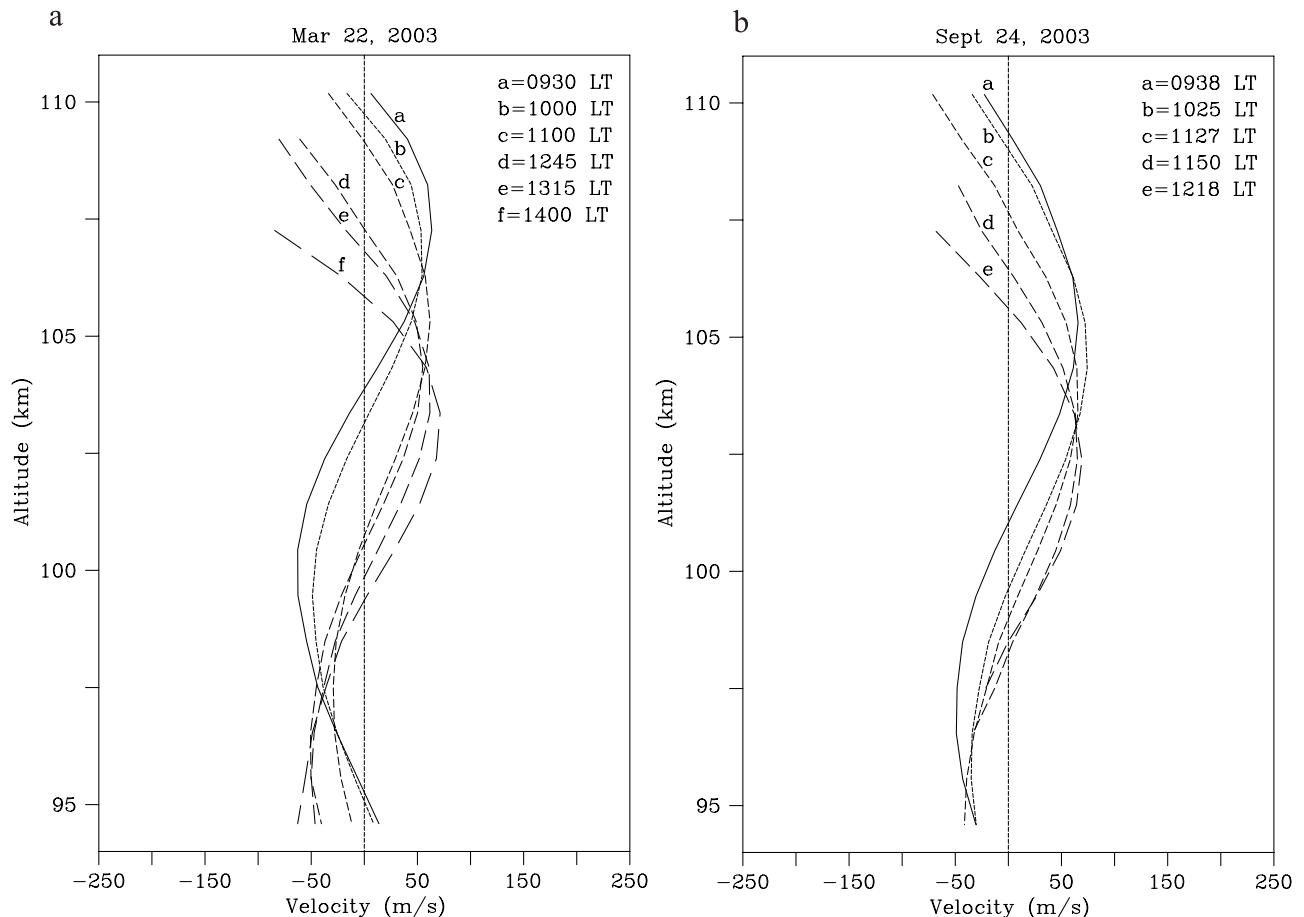 a
Mar 22, 2003
a=0930 LT
b=1000 LT
c=1100 LT
d=1245 LT
e=1315 LT
f=1400 LT
a
b
c
d
e
f
110
105
100
95
Altitude (km)
-250
-150
-50
50
150
250
Velocity (m/s)
b
Sept 24, 2003
a=0938 LT
b=1025 LT
c=1127 LT
d=1150 LT
e=1218 LT
a
b
c
d
e
110
105
100
95
Altitude (km)
-250
-150
-50
50
150
250
Velocity (m/s)